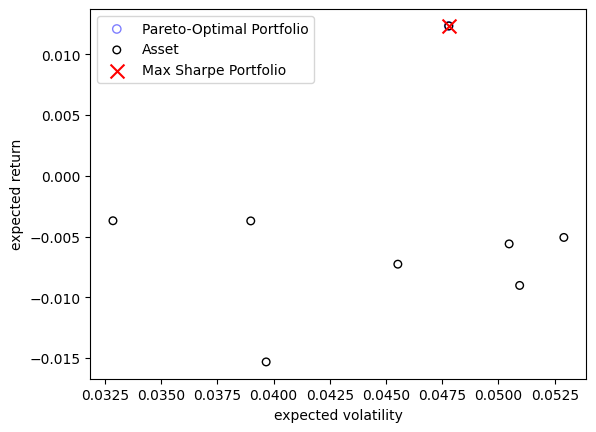 Pareto-Optimal Portfolio
Asset
Max Sharpe Portfolio
expected return
0.010
0.005
0.000
−0.005
−0.010
−0.015
0.0325 0.0350 0.0375 0.0400 0.0425 0.0450 0.0475 0.0500 0.0525
expected volatility